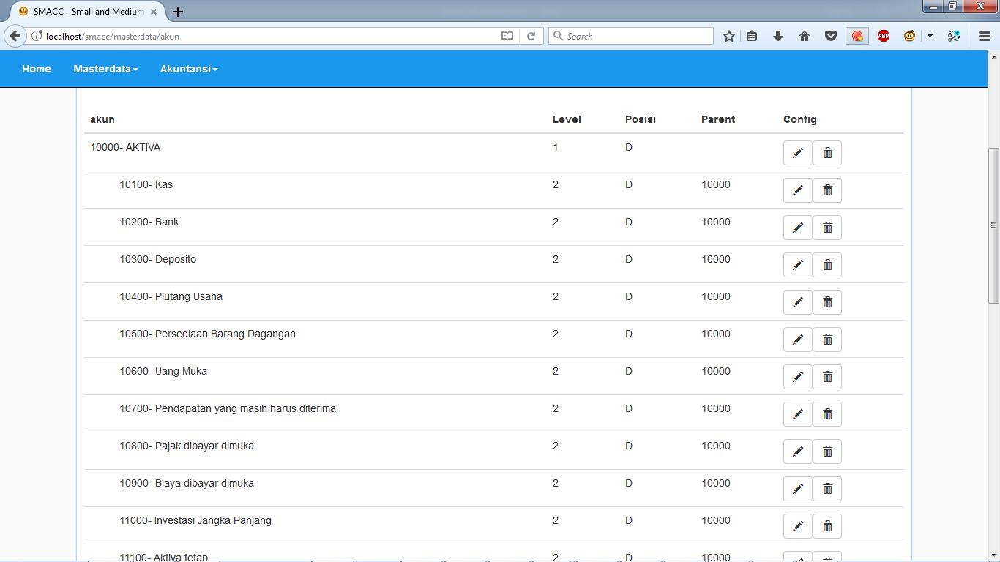 SMACC - Small and Medium
localhost/smacc/masterdata/akun
Search
ABP
Home Masterdata Akuntansi
akun Level Posisi Parent Config
10000- AKTIVA 1 D
10100- Kas 2 D 10000
10200- Bank 2 D 10000
10300- Deposito 2 D 10000
10400- Piutang Usaha 2 D 10000
10500- Persediaan Barang Dagangan 2 D 10000
10600- Uang Muka 2 D 10000
10700- Pendapatan yang masih harus diterima 2 D 10000
10800- Pajak dibayar dimuka 2 D 10000
10900- Biaya dibayar dimuka 2 D 10000
11000- Investasi Jangka Panjang 2 D 10000
11100- Aktiva tetap 2 D 10000